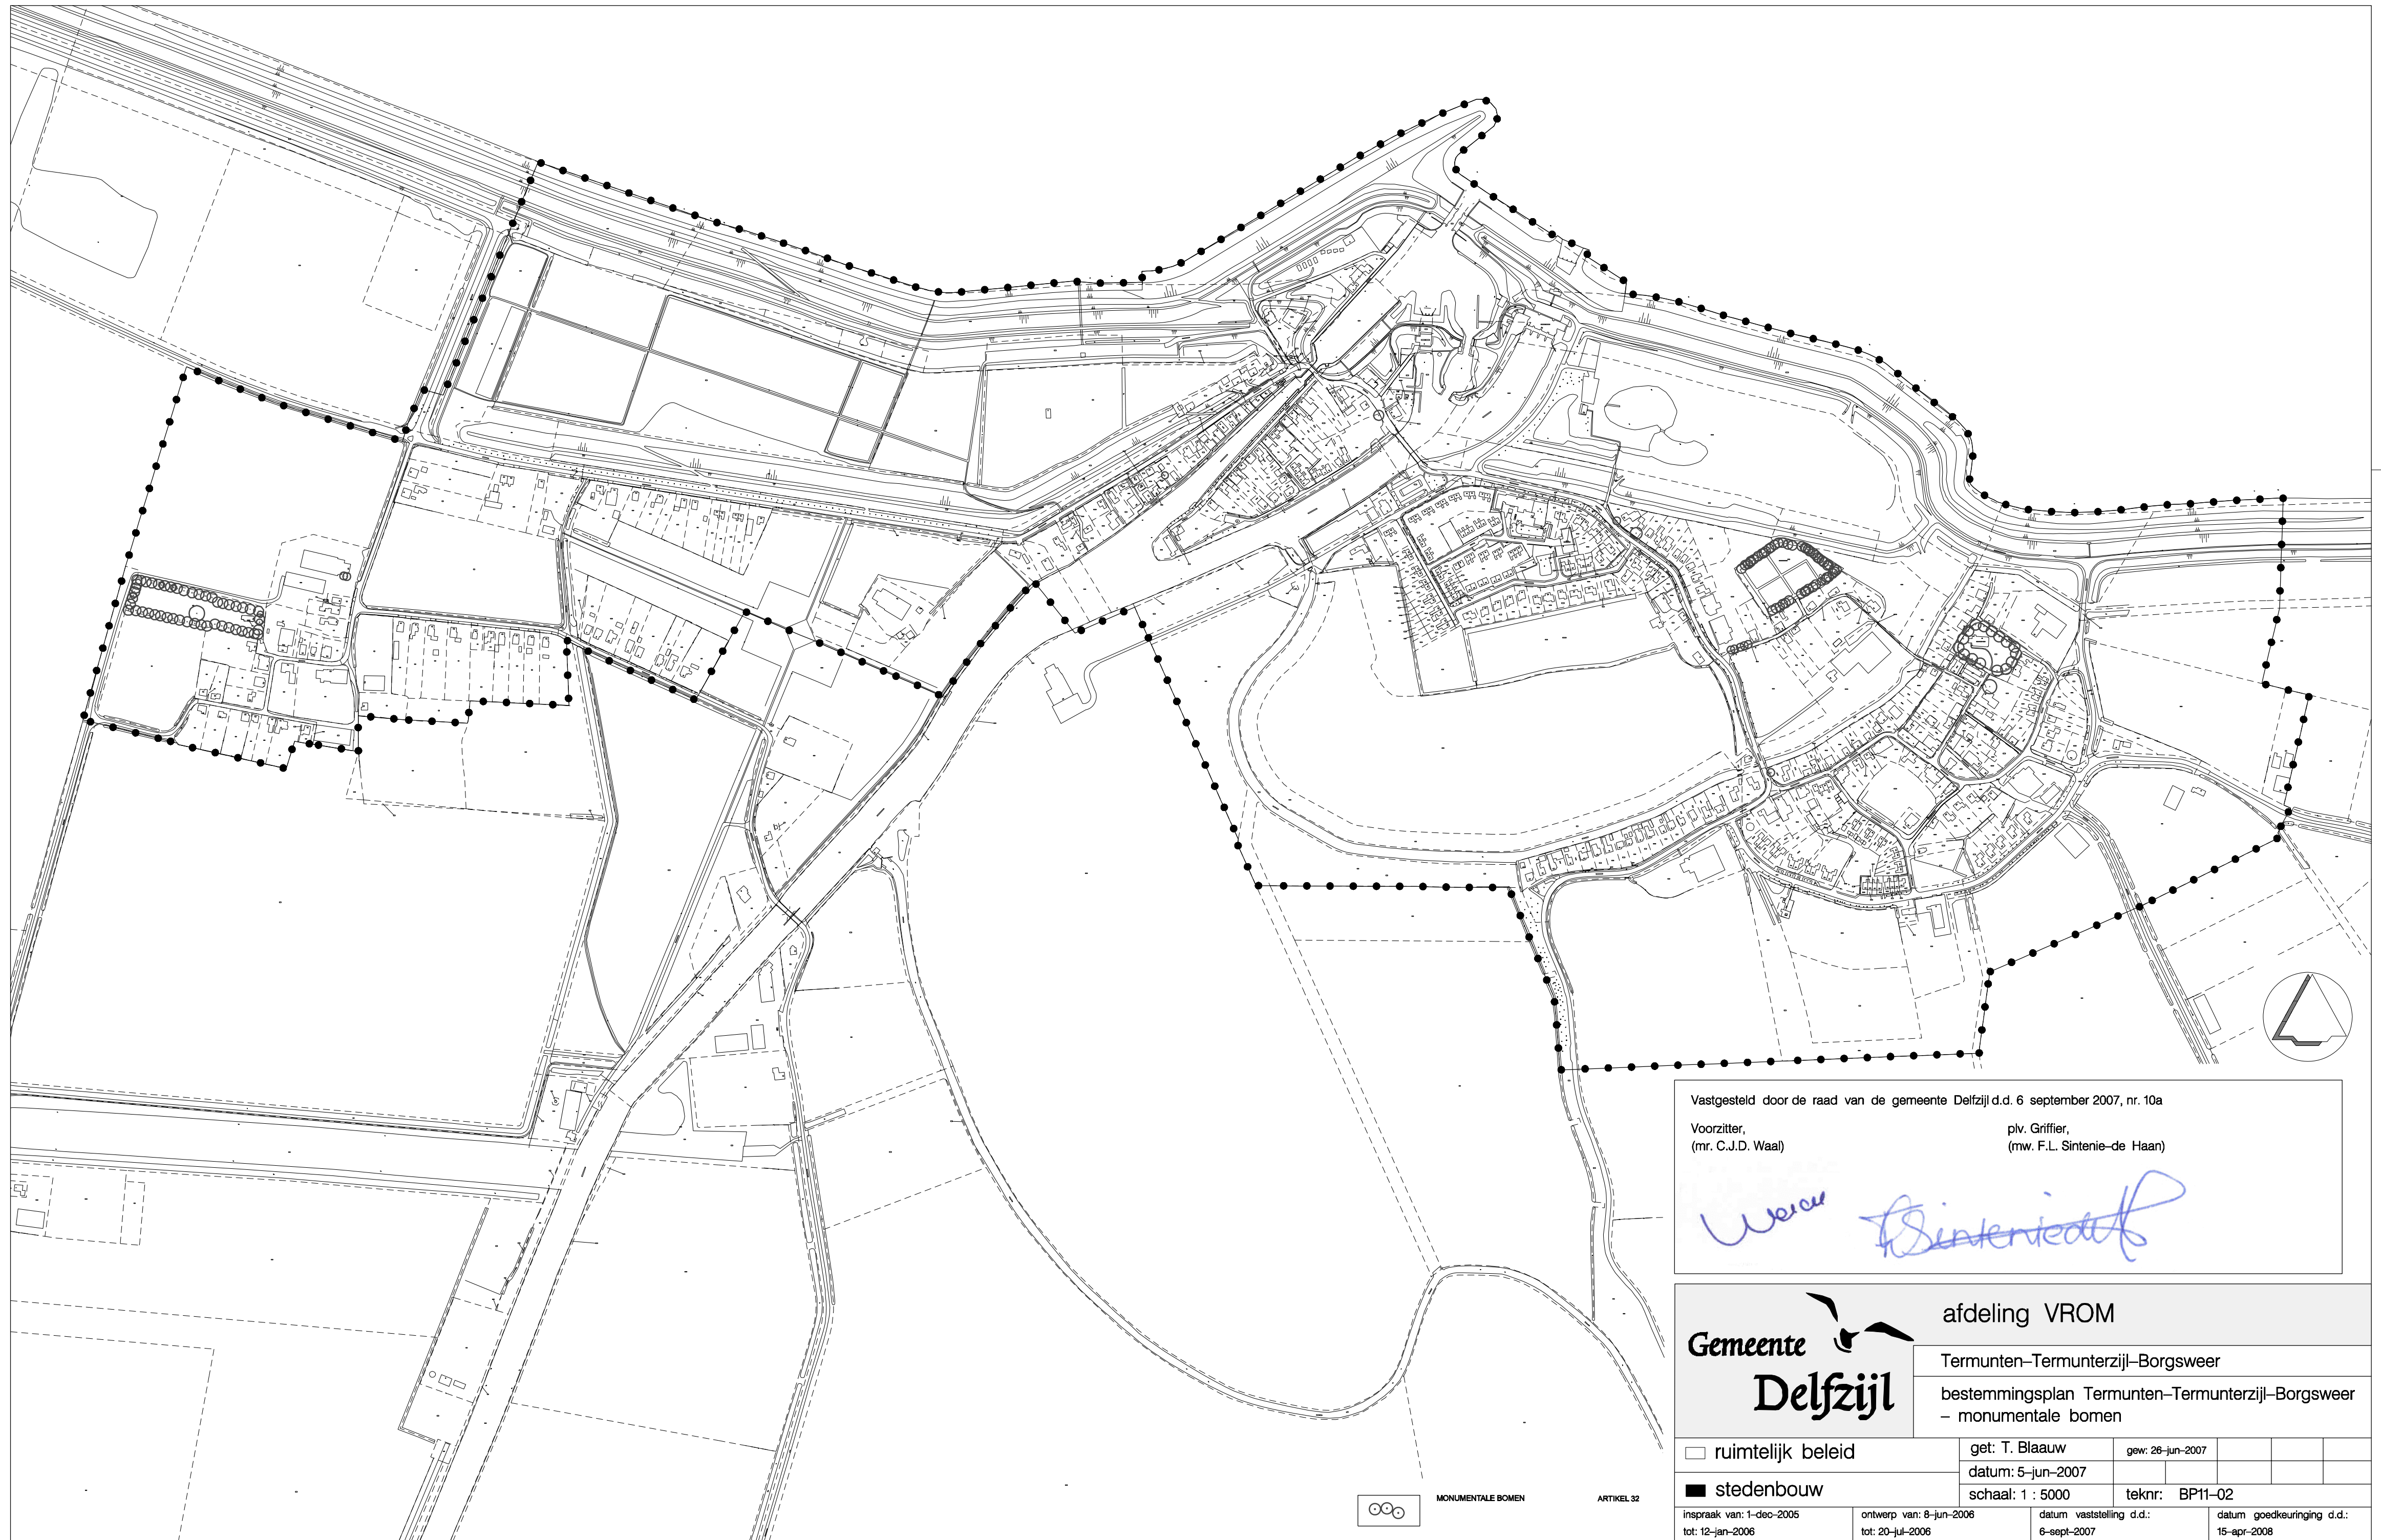 Vastgesteld door de raad van de gemeente Delfzijl d.d. 6 september 2007, nr. 10a
Voorzitter,
(mr. C.J.D. Waal)
plv. Griffier,
(mw. F.L. Sintenie-de Haan)
Gemeente
Delfzijl
afdeling VROM
Termunten-Termunterzijl-Borgsweer
bestemmingsplan Termunten-Termunterzijl-Borgsweer
- monumentale bomen
ruimtelijk beleid
stedenbouw
get: T. Blaauw
gew: 26-jun-2007
datum: 5-jun-2007
schaal: 1 : 5000
teknr: BP11-02
inspraak van: 1-dec-2005
tot: 12-jan-2006
ontwerp van: 8-jun-2006
tot: 20-jul-2006
datum vaststelling d.d.:
6-sept-2007
datum goedkeuringing d.d.:
15-apr-2008
MONUMENTALE BOMEN
ARTIKEL 32